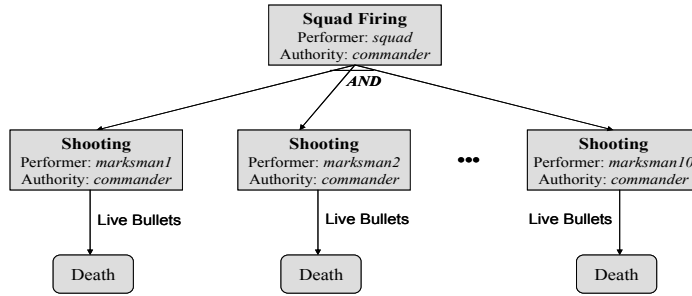 Squad Firing
Performer: squad
Authority: commander
AND
Shooting
Performer: marksman1
Authority: commander
Shooting
Performer: marksman2
Authority: commander
•••
Shooting
Performer: marksman10
Authority: commander
Live Bullets
Live Bullets
Live Bullets
Death
Death
Death